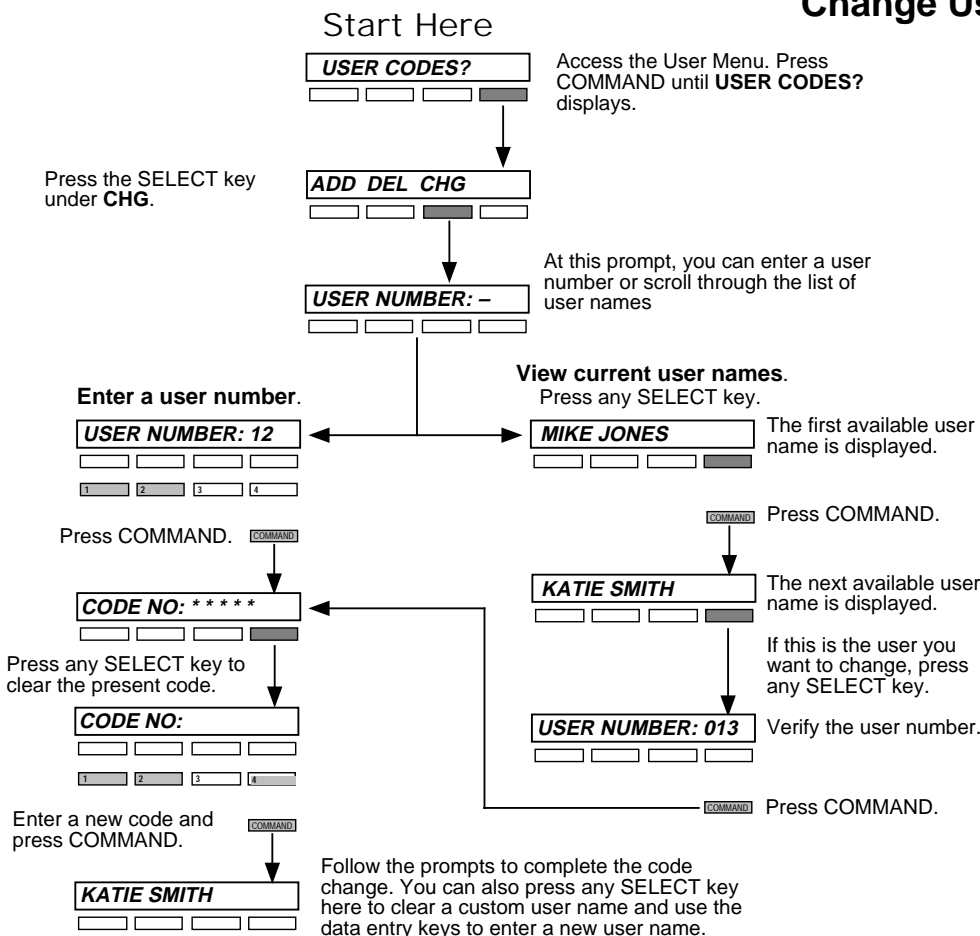 Change Us
Start Here
USER CODES?
Access the User Menu. Press
COMMAND until USER CODES?
displays.
Press the SELECT key
under CHG.
ADD DEL CHG
At this prompt, you can enter a user
number or scroll through the list of
user names
USER NUMBER: –
Enter a user number.
USER NUMBER: 12
1 2 3 4
View current user names.
Press any SELECT key.
MIKE JONES
The first available user
name is displayed.
Press COMMAND.
COMMAND
COMMAND
Press COMMAND.
CODE NO: * * * * *
KATIE SMITH
The next available user
name is displayed.
Press any SELECT key to
clear the present code.
If this is the user you
want to change, press
any SELECT key.
CODE NO:
1 2 3 4
USER NUMBER: 013
Verify the user number.
COMMAND
Press COMMAND.
Enter a new code and
press COMMAND.
COMMAND
KATIE SMITH
Follow the prompts to complete the code
change. You can also press any SELECT key
here to clear a custom user name and use the
data entry keys to enter a new user name.